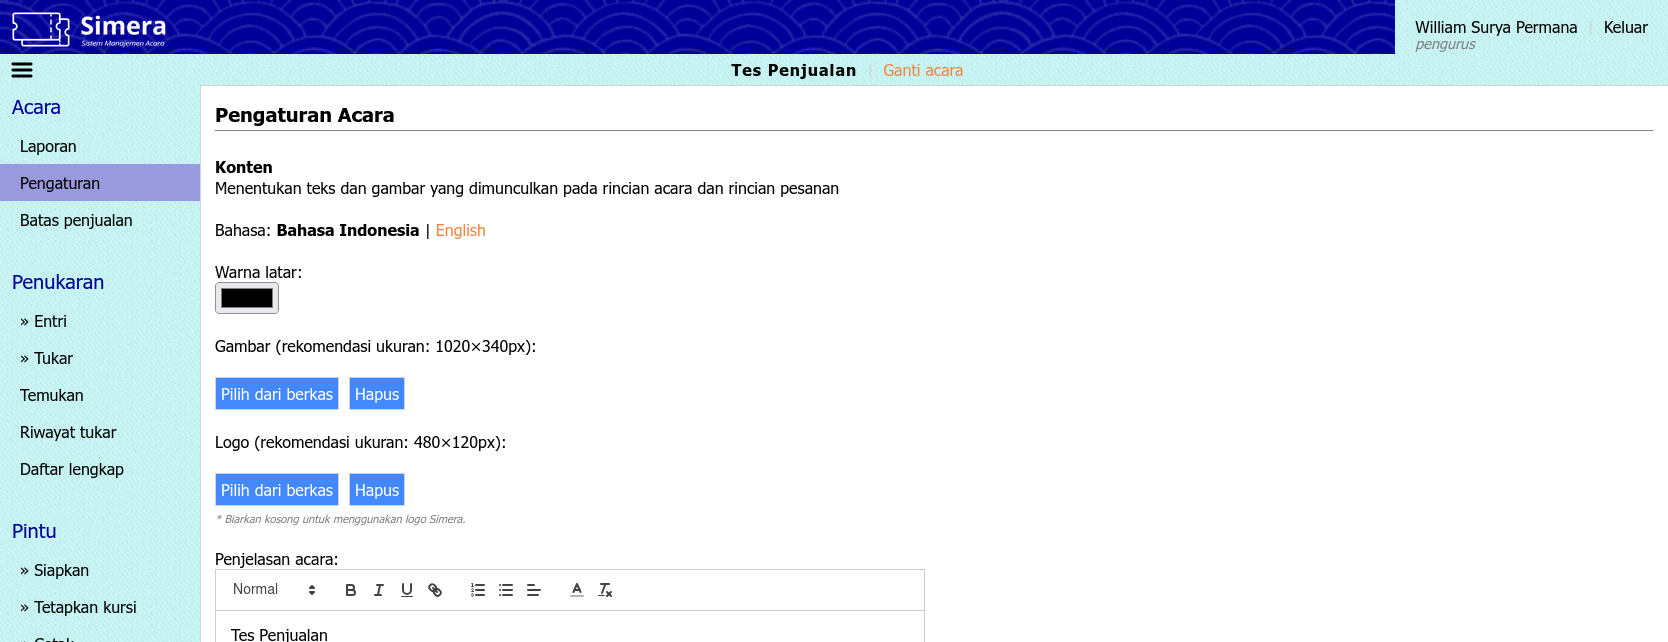 Simera
Sistem Manajemen Acara
William Surya Permana | Keluar
pengurus
Tes Penjualan | Ganti acara
Acara
Laporan
Pengaturan
Batas penjualan
Penukaran
» Entri
» Tukar
Temukan
Riwayat tukar
Daftar lengkap
Pintu
» Siapkan
» Tetapkan kursi
Pengaturan Acara
Konten
Menentukan teks dan gambar yang dimunculkan pada rincian acara dan rincian pesanan
Bahasa: Bahasa Indonesia | English
Warna latar:
Gambar (rekomendasi ukuran: 1020×340px):
Pilih dari berkas Hapus
Logo (rekomendasi ukuran: 480×120px):
Pilih dari berkas Hapus
* Biarkan kosong untuk menggunakan logo Simera.
Penjelasan acara:
Normal
Tes Penjualan